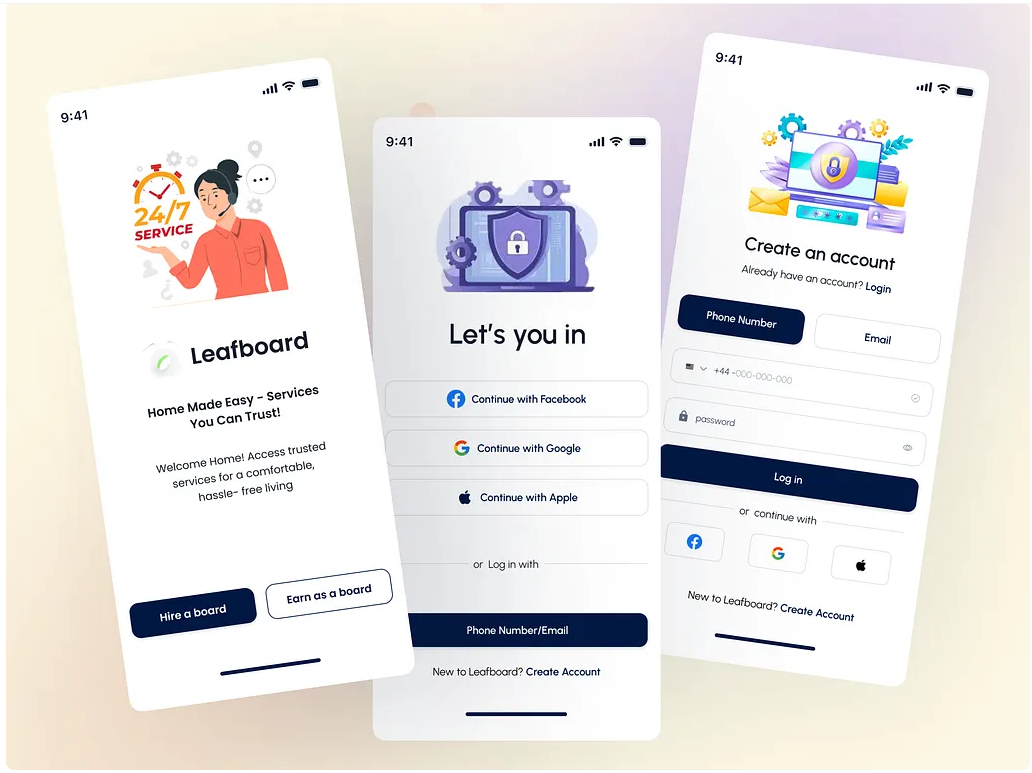 9:41
24/7
SERVICE
Leafboard
Home Made Easy - Services
You Can Trust!
Welcome Home! Access trusted
services for a comfortable,
hassle- free living
Hire a board
Earn as a board
9:41
Let's you in
Continue with Facebook
Continue with Google
Continue with Apple
or Log in with
Phone Number/Email
New to Leafboard? Create Account
9:41
Create an account
Already have an account? Login
Phone Number
Email
+44 -000-000-000
password
Log in
or continue with
New to Leafboard? Create Account